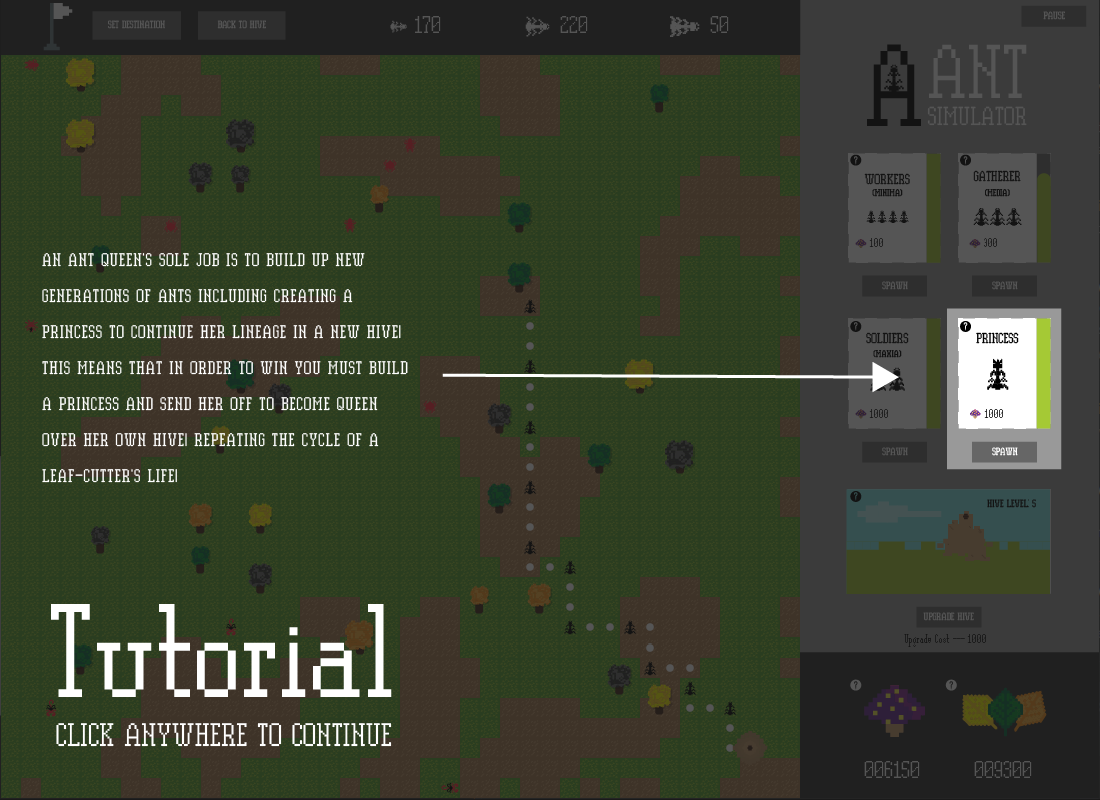 SET DESTINATION
BACK TO HIVE
170
220
50
PAUSE
A ANT
SIMULATOR
?
WORKERS
(MINIMA)
100
SPAWN
?
GATHERER
(MEDIA)
300
SPAWN
AN ANT QUEEN'S SOLE JOB IS TO BUILD UP NEW
GENERATIONS OF ANTS INCLUDING CREATING A
PRINCESS TO CONTINUE HER LINEAGE IN A NEW HIVE!
THIS MEANS THAT IN ORDER TO WIN YOU MUST BUILD
A PRINCESS AND SEND HER OFF TO BECOME QUEEN
OVER HER OWN HIVE! REPEATING THE CYCLE OF A
LEAF-CUTTER'S LIFE!
?
SOLDIERS
(MAXIA)
1000
SPAWN
?
PRINCESS
1000
SPAWN
?
HIVE LEVEL 5
UPGRADE HIVE
Upgrade Cost -- 1000
Tutorial
CLICK ANYWHERE TO CONTINUE
?
006150
?
009300